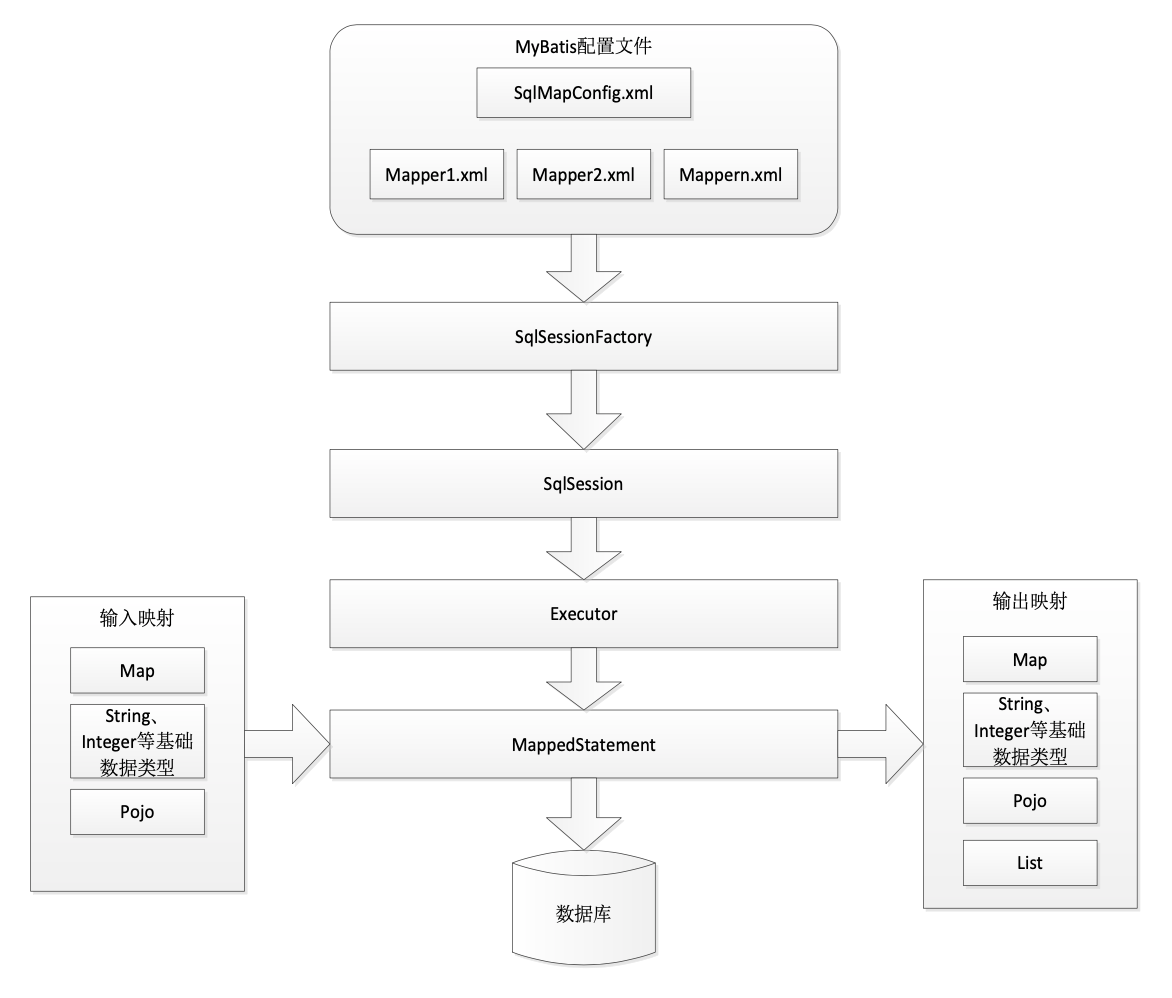 MyBatis配置文件
SqlMapConfig.xml
Mapper1.xml
Mapper2.xml
Mappern.xml
SqlSessionFactory
SqlSession
Executor
输入映射
Map
String、
Integer等基础
数据类型
Pojo
MappedStatement
输出映射
Map
String、
Integer等基础
数据类型
Pojo
List
数据库